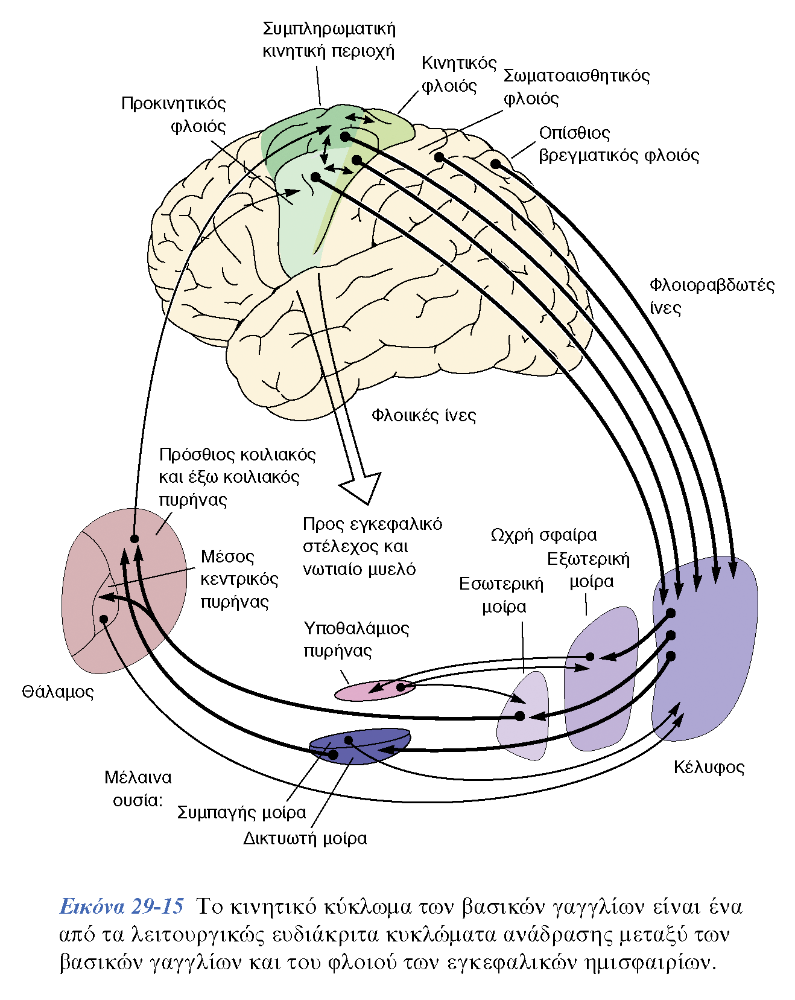 Συμπληρωματική
κινητική περιοχή
Κινητικός
φλοιός
Σωματοαισθητικός
φλοιός
Προκινητικός
φλοιός
Οπίσθιος
βρεγματικός φλοιός
Φλοιοραβδωτές
ίνες
Φλοιικές ίνες
Πρόσθιος κοιλιακός
και έξω κοιλιακός
πυρήνας
Προς εγκεφαλικό
στέλεχος και
νωτιαίο μυελό
Ωχρή σφαίρα
Εξωτερική
μοίρα
Εσωτερική
μοίρα
Μέσος
κεντρικός
πυρήνας
Υποθαλάμιος
πυρήνας
Θάλαμος
Κέλυφος
Μέλαινα
ουσία:
Συμπαγής μοίρα
Δικτυωτή μοίρα
Εικόνα 29-15 Το κινητικό κύκλωμα των βασικών γαγγλίων είναι ένα
από τα λειτουργικώς ευδιάκριτα κυκλώματα ανάδρασης μεταξύ των
βασικών γαγγλίων και του φλοιού των εγκεφαλικών ημισφαιρίων.